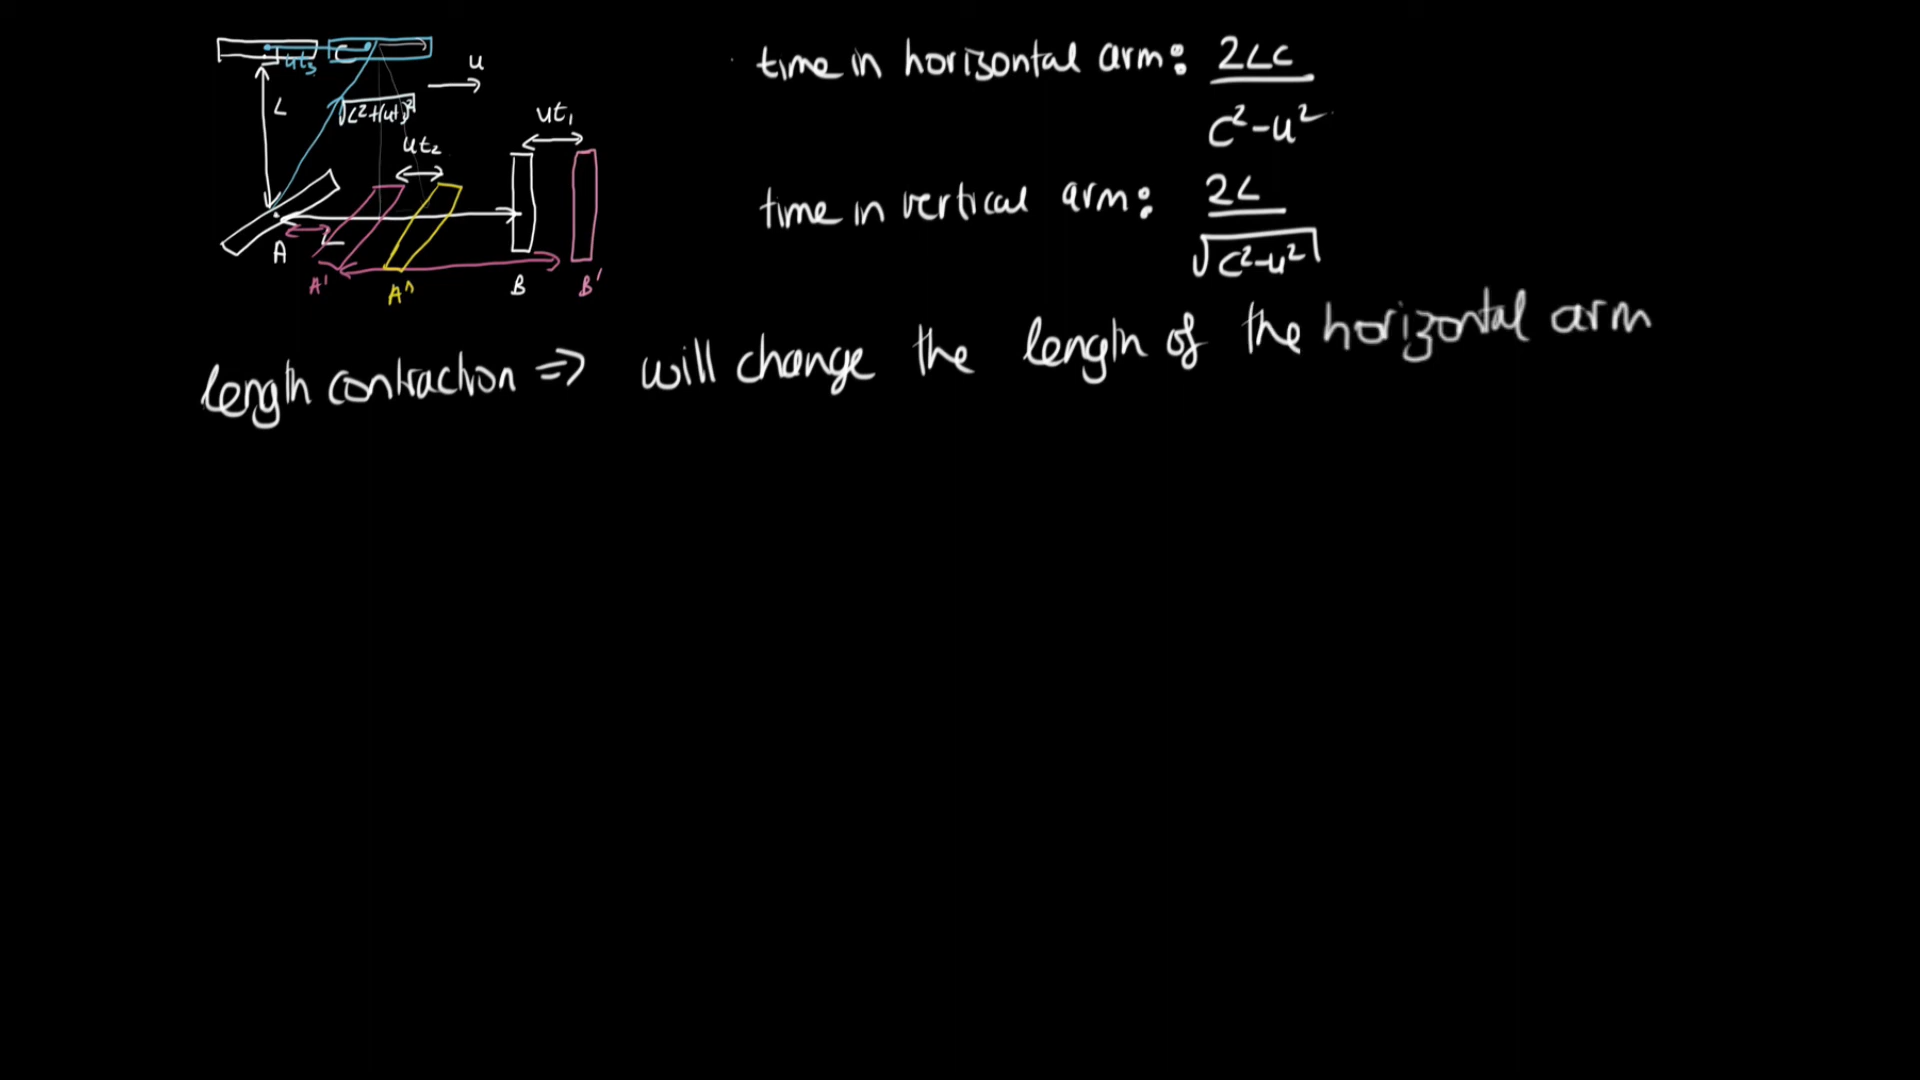 time in horizontal arm: 2LC / C²-u²
time in vertical arm: 2L / √C²-u²
length contraction => will change the length of the horizontal arm
C
ut₃
u
L
√L²+(ut₃)²
ut₁
ut₂
A
L
A'
A"
B
B'